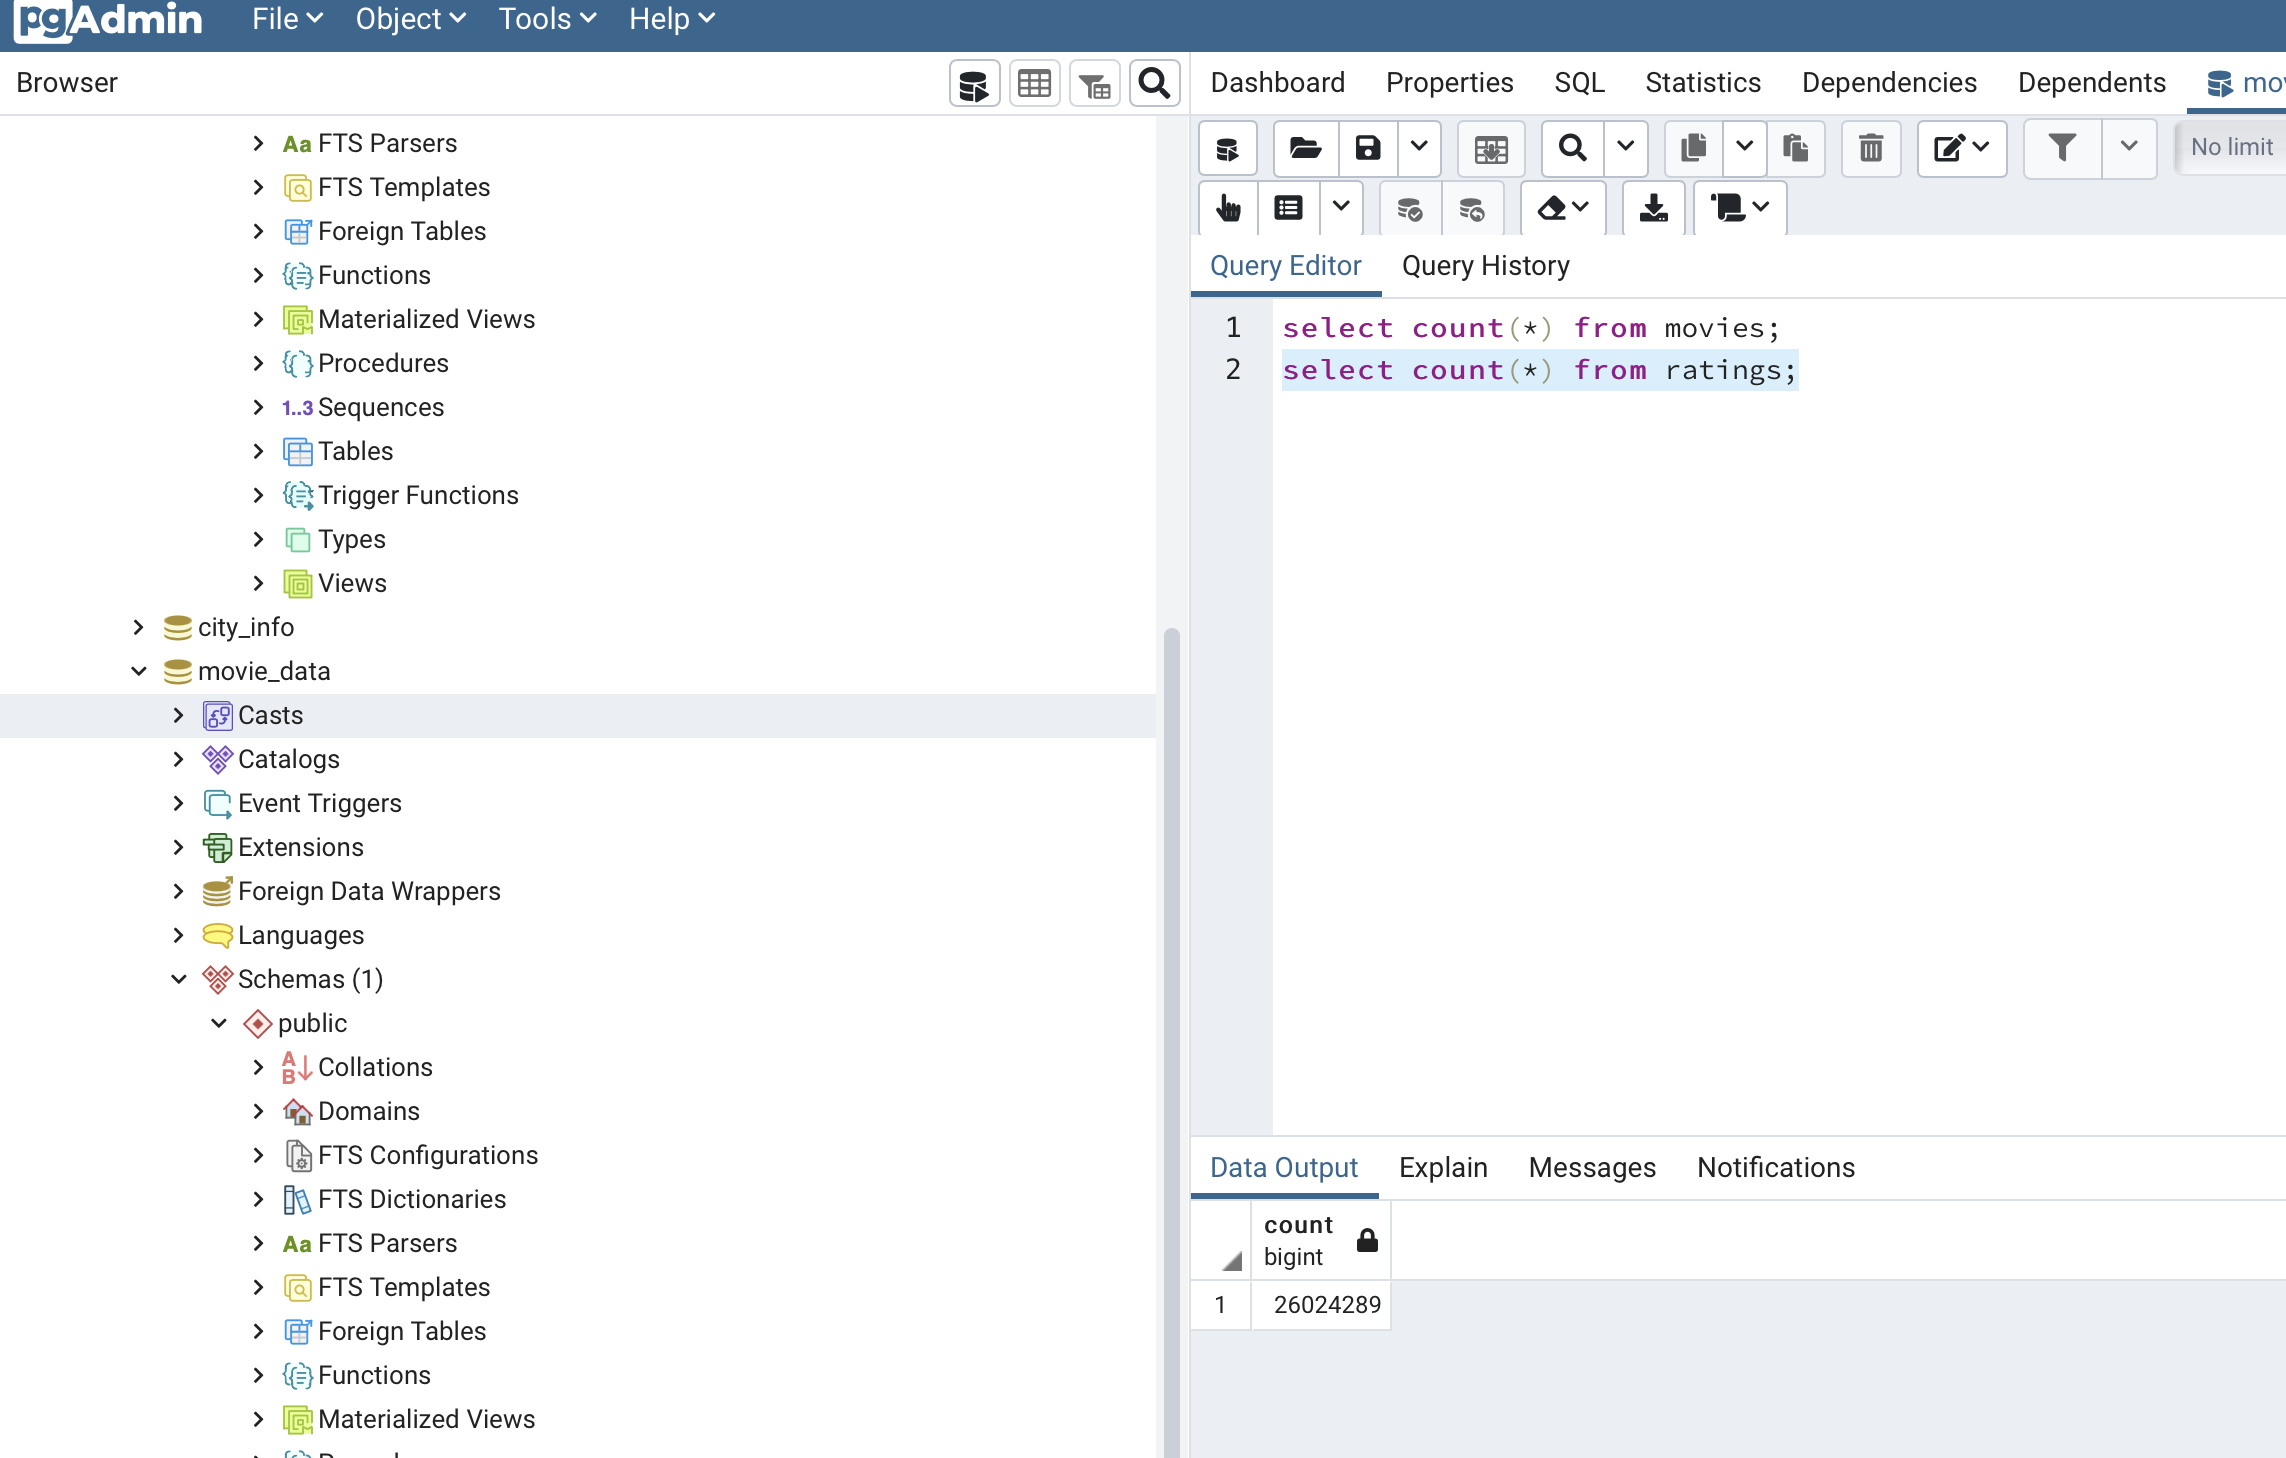 pgAdmin File Object Tools Help
Browser
Dashboard Properties SQL Statistics Dependencies Dependents
No limit
Query Editor Query History
1 select count(*) from movies;
2 select count(*) from ratings;
Data Output Explain Messages Notifications
count
bigint
1 26024289
Aa FTS Parsers
FTS Templates
Foreign Tables
Functions
Materialized Views
Procedures
1..3 Sequences
Tables
Trigger Functions
Types
Views
city_info
movie_data
Casts
Catalogs
Event Triggers
Extensions
Foreign Data Wrappers
Languages
Schemas (1)
public
Collations
Domains
FTS Configurations
FTS Dictionaries
Aa FTS Parsers
FTS Templates
Foreign Tables
Functions
Materialized Views